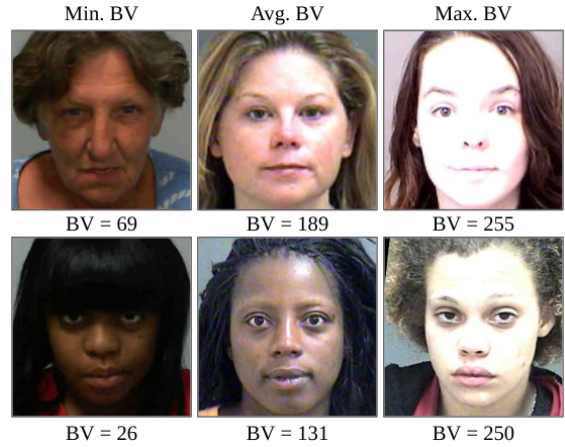 Min. BV Avg. BV Max. BV
BV = 69 BV = 189 BV = 255
BV = 26 BV = 131 BV = 250